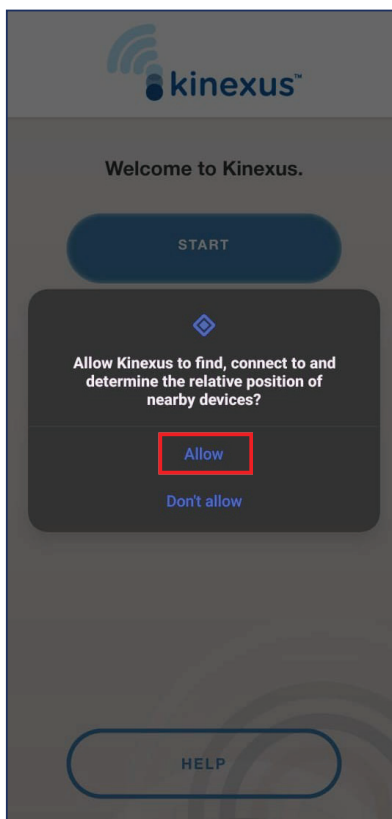 kinexus™
Welcome to Kinexus.
START
Allow Kinexus to find, connect to and
determine the relative position of
nearby devices?
Allow
Don't allow
HELP